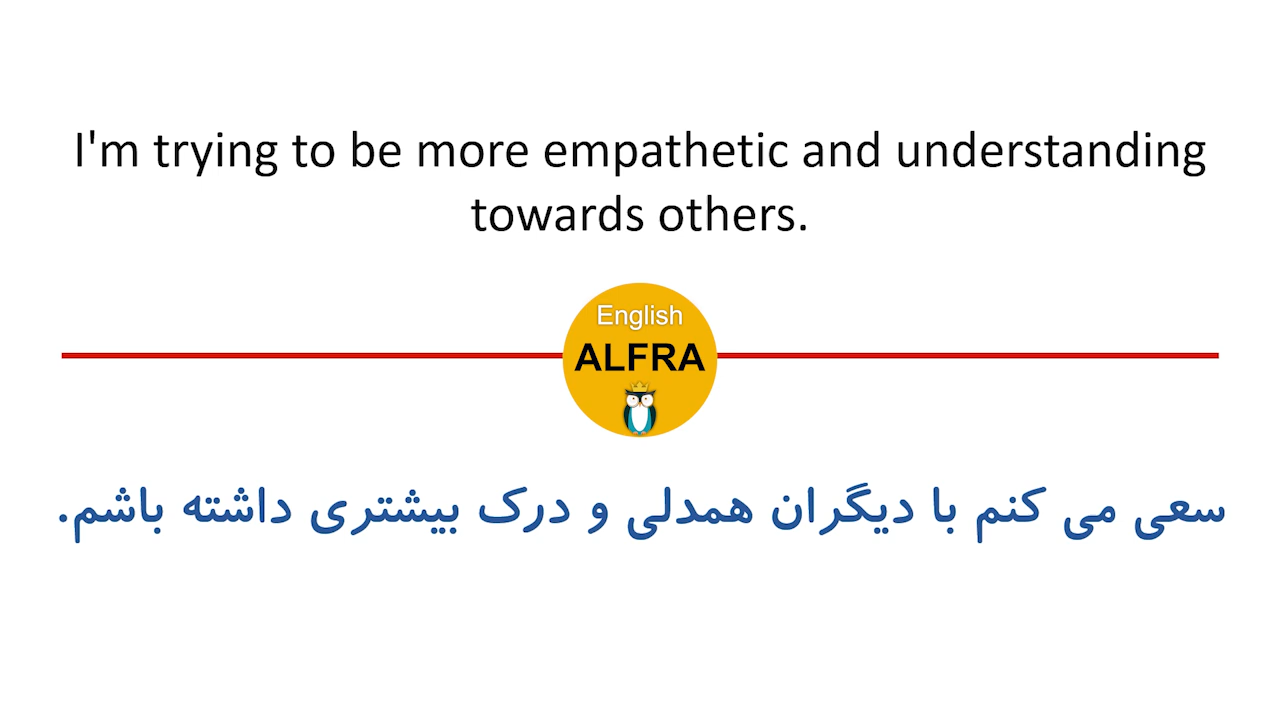 I'm trying to be more empathetic and understanding
towards others.
English
ALFRA
سعی می کنم با دیگران همدلی و درک بیشتری داشته باشم.